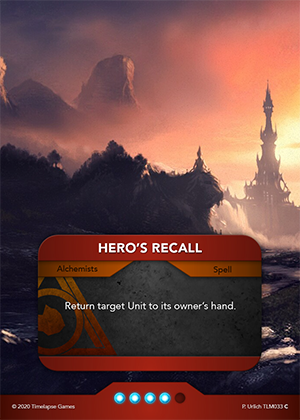 HERO'S RECALL
Alchemists Spell
Return target Unit to its owner's hand.
© 2020 Timelapse Games P. Urlich TLM033 C